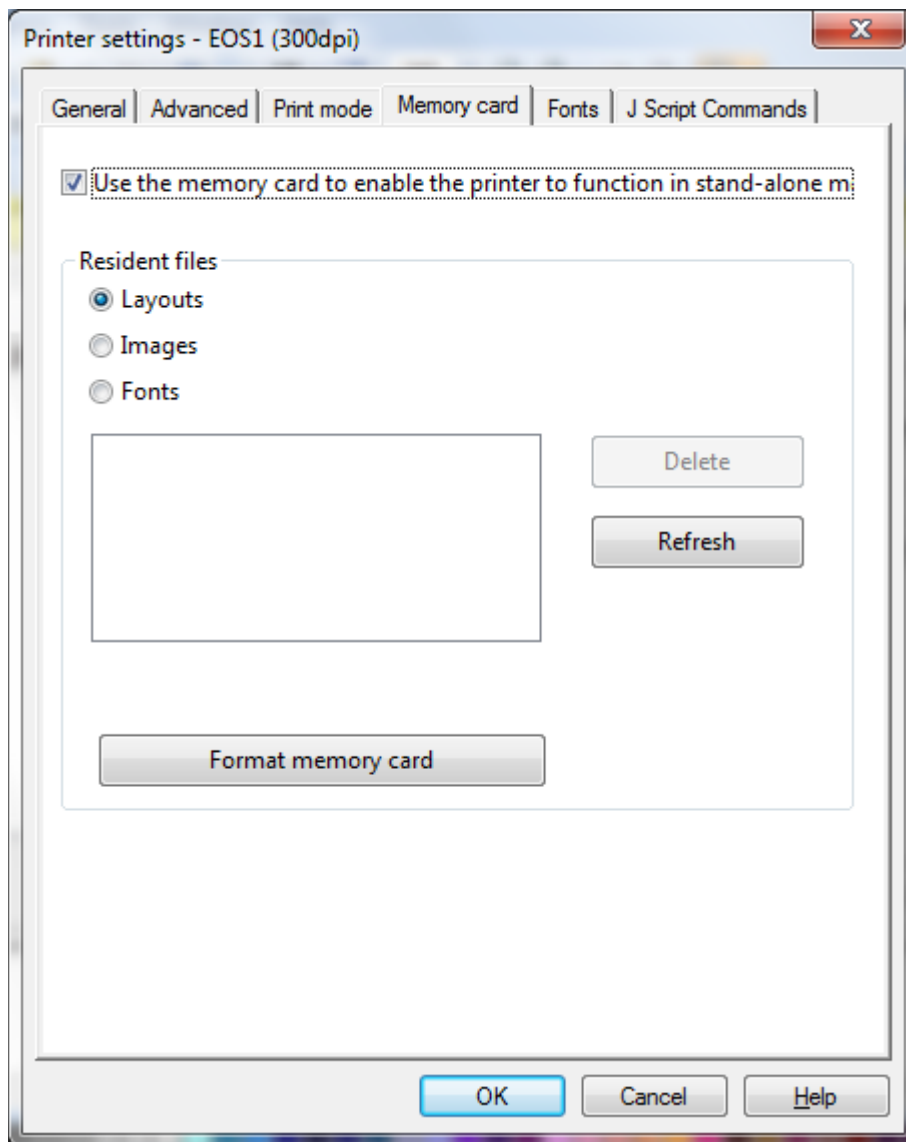 Printer settings - EOS1 (300dpi)
General Advanced Print mode Memory card Fonts J Script Commands
Use the memory card to enable the printer to function in stand-alone m
Resident files
Layouts
Images
Fonts
Delete
Refresh
Format memory card
OK Cancel Help